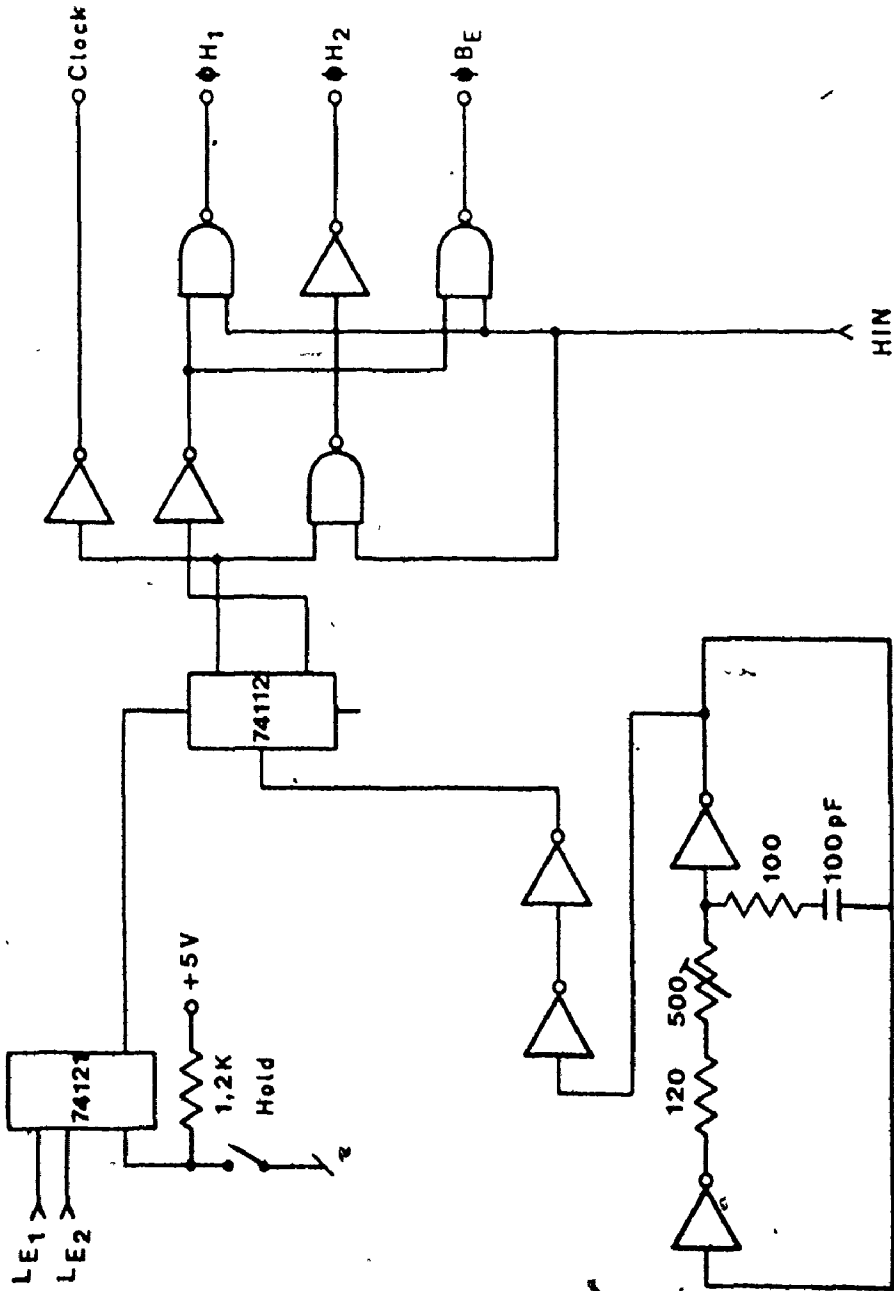 Clock
ϕH1
ϕH2
ϕBE
HIN
74112
74121
LE1
LE2
+5V
1,2K
Hold
120
500
100
100pF